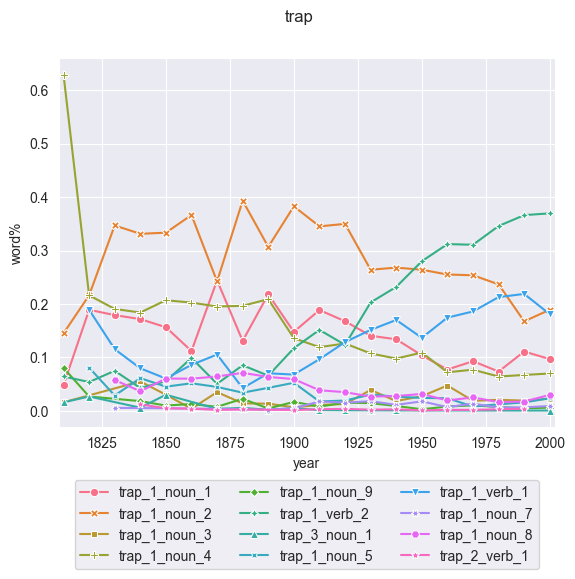 trap
0.6
0.5
0.4
0.3
0.2
0.1
0.0
word%
1825 1850 1875 1900 1925 1950 1975 2000
year
trap_1_noun_1 trap_1_noun_9 trap_1_verb_1
trap_1_noun_2 trap_1_verb_2 trap_1_noun_7
trap_1_noun_3 trap_3_noun_1 trap_1_noun_8
trap_1_noun_4 trap_1_noun_5 trap_2_verb_1